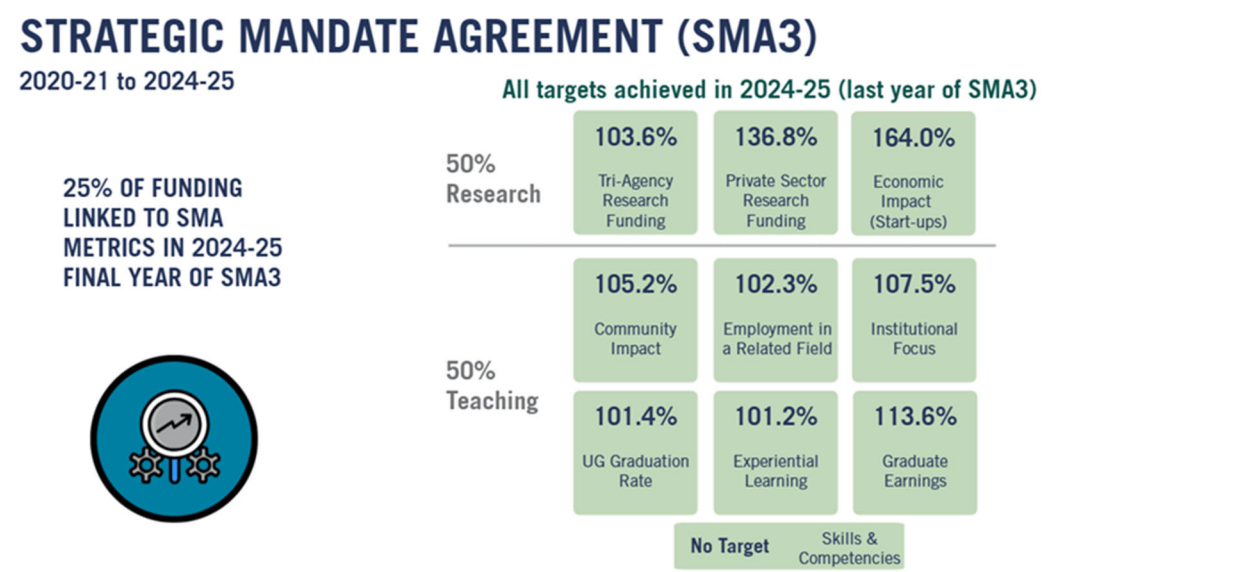 STRATEGIC MANDATE AGREEMENT (SMA3)
2020-21 to 2024-25
All targets achieved in 2024-25 (last year of SMA3)
25% OF FUNDING
LINKED TO SMA
METRICS IN 2024-25
FINAL YEAR OF SMA3
50%
Research
103.6%
Tri-Agency
Research
Funding
136.8%
Private Sector
Research
Funding
164.0%
Economic
Impact
(Start-ups)
50%
Teaching
105.2%
Community
Impact
102.3%
Employment in
a Related Field
107.5%
Institutional
Focus
101.4%
UG Graduation
Rate
101.2%
Experiential
Learning
113.6%
Graduate
Earnings
No Target
Skills &
Competencies